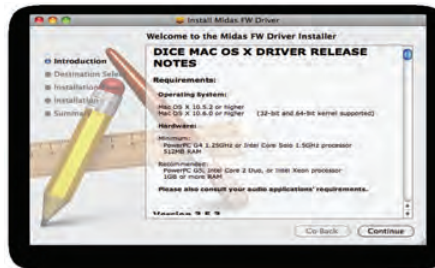 Install Midas FW Driver
Welcome to the Midas FW Driver Installer
Introduction
Destination Select
Installation
Installation
Summary
DICE MAC OS X DRIVER RELEASE
NOTES
Requirements:
Operating System:
Mac OS X 10.5.2 or higher
Mac OS X 10.6.0 or higher (32-bit and 64-bit kernel supported)
Hardware:
Minimum:
PowerPC G4 1.25GHz or Intel Core Solo 1.5GHz processor
512MB RAM
Recommended:
PowerPC G5, Intel Core 2 Duo, or Intel Xeon processor
1GB or more RAM
Please also consult your audio applications' requirements.
Go Back Continue